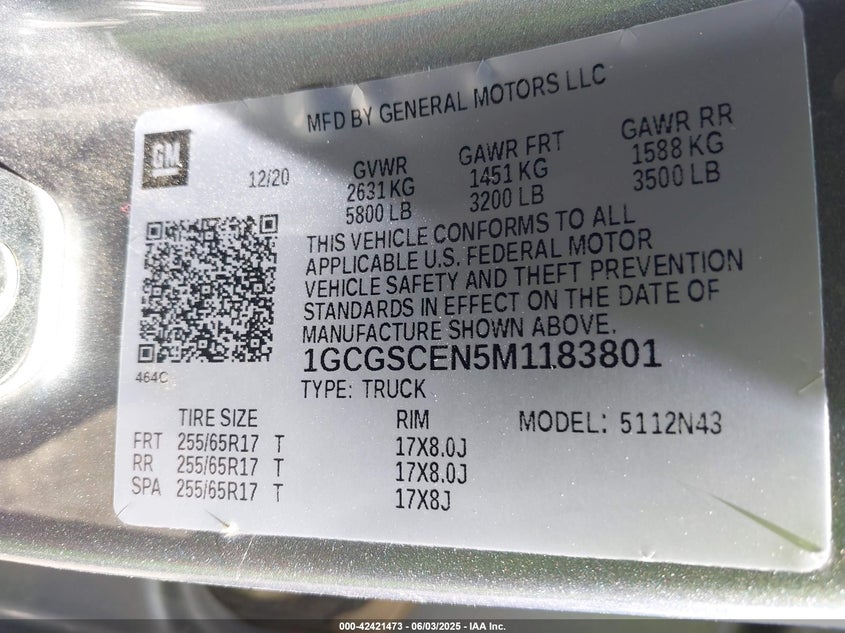 MFD BY GENERAL MOTORS LLC
GM
12/20
GVWR
2631 KG
5800 LB
GAWR FRT
1451 KG
3200 LB
GAWR RR
1588 KG
3500 LB
THIS VEHICLE CONFORMS TO ALL
APPLICABLE U.S. FEDERAL MOTOR
VEHICLE SAFETY AND THEFT PREVENTION
STANDARDS IN EFFECT ON THE DATE OF
MANUFACTURE SHOWN ABOVE.
464C
1GCGSCEN5M1183801
TYPE: TRUCK
TIRE SIZE RIM MODEL: 5112N43
FRT 255/65R17 T 17X8.0J
RR 255/65R17 T 17X8.0J
SPA 255/65R17 T 17X8J
000-42421473 - 06/03/2025 - IAA Inc.